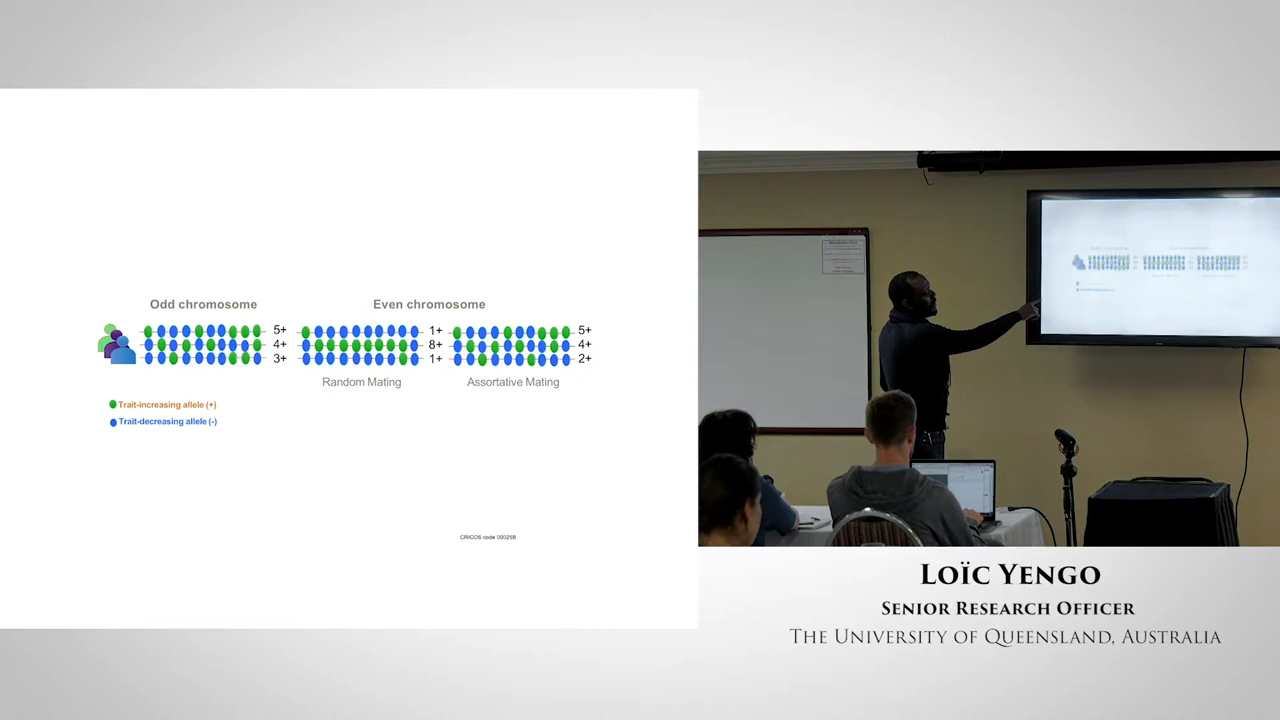 Odd chromosome
Even chromosome
5+
1+
5+
4+
8+
4+
3+
1+
2+
Random Mating
Assortative Mating
Trait-increasing allele (+)
Trait-decreasing allele (-)
CRICOS code 00025B
Loïc Yengo
Senior Research Officer
The University of Queensland, Australia